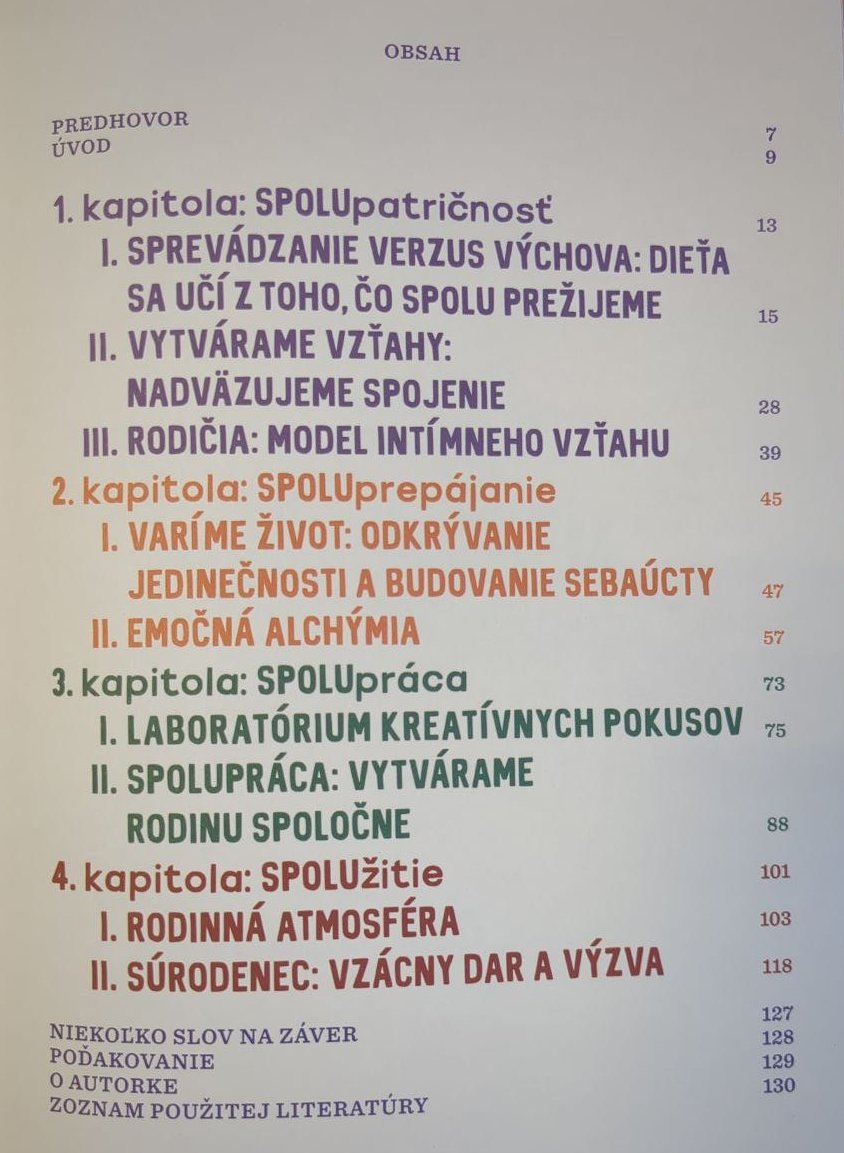 OBSAH
PREDHOVOR 7
ÚVOD 9
1. kapitola: SPOLUpatričnosť 13
I. SPREVÁDZANIE VERZUS VÝCHOVA: DIEŤA
SA UČÍ Z TOHO, ČO SPOLU PREŽIJEME 15
II. VYTVÁRAME VZŤAHY:
NADVÄZUJEME SPOJENIE 28
III. RODIČIA: MODEL INTÍMNEHO VZŤAHU 39
2. kapitola: SPOLUprepájanie 45
I. VARÍME ŽIVOT: ODKRÝVANIE
JEDINEČNOSTI A BUDOVANIE SEBAÚCTY 47
II. EMOČNÁ ALCHÝMIA 57
3. kapitola: SPOLUpráca 73
I. LABORATÓRIUM KREATÍVNYCH POKUSOV 75
II. SPOLUPRÁCA: VYTVÁRAME
RODINU SPOLOČNE 88
4. kapitola: SPOLUžitie 101
I. RODINNÁ ATMOSFÉRA 103
II. SÚRODENEC: VZÁCNY DAR A VÝZVA 118
NIEKOĽKO SLOV NA ZÁVER 127
POĎAKOVANIE 128
O AUTORKE 129
ZOZNAM POUŽITEJ LITERATÚRY 130